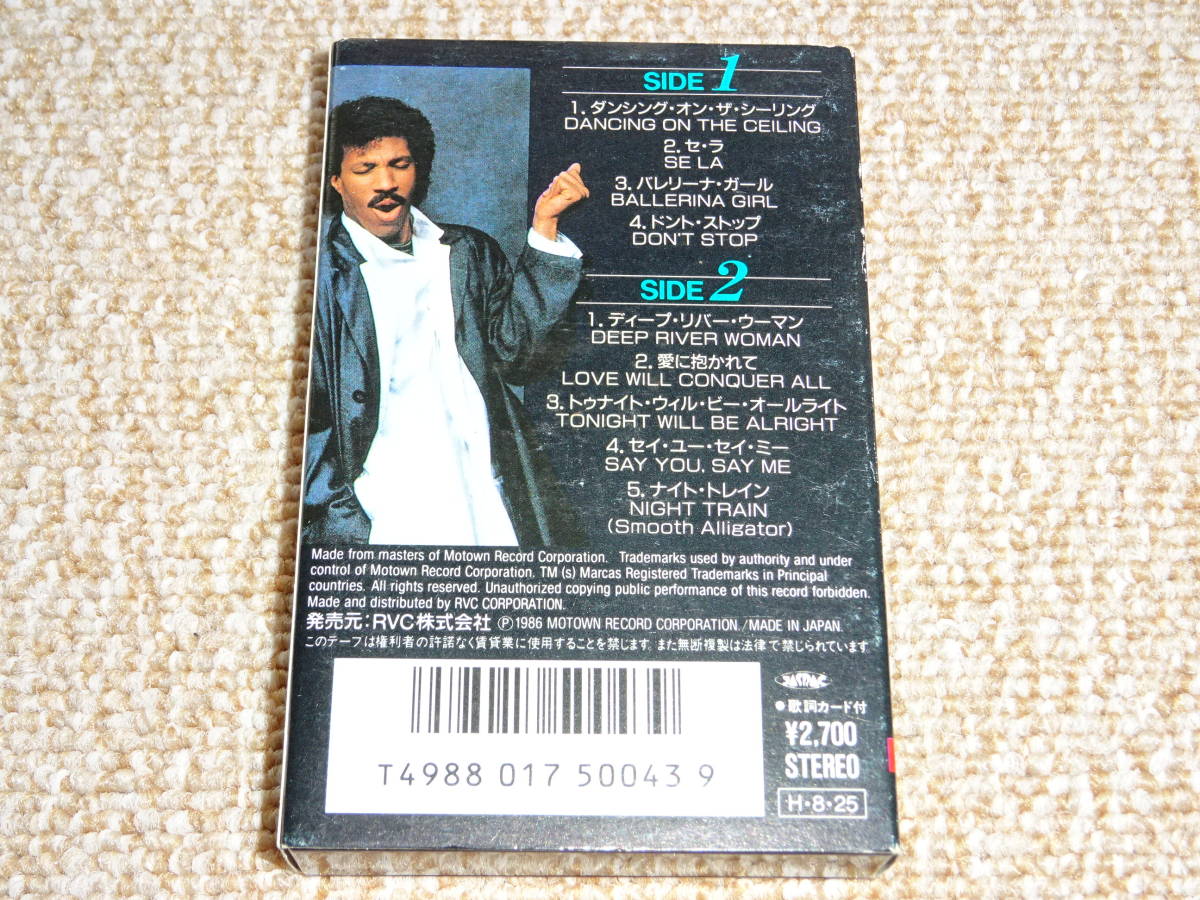 SIDE 1
1. ダンシング・オン・ザ・シーリング
DANCING ON THE CEILING
2. セ・ラ
SE LA
3. バレリーナ・ガール
BALLERINA GIRL
4. ドント・ストップ
DON'T STOP
SIDE 2
1. ディープ・リバー・ウーマン
DEEP RIVER WOMAN
2. 愛に抱かれて
LOVE WILL CONQUER ALL
3. トゥナイト・ウィル・ビー・オールライト
TONIGHT WILL BE ALRIGHT
4. セイ・ユー・セイ・ミー
SAY YOU, SAY ME
5. ナイト・トレイン
NIGHT TRAIN
(Smooth Alligator)
Made from masters of Motown Record Corporation. Trademarks used by authority and under
control of Motown Record Corporation. TM (s) Marcas Registered Trademarks in Principal
countries. All rights reserved. Unauthorized copying public performance of this record forbidden.
Made and distributed by RVC CORPORATION.
発売元:RVC株式会社 Ⓟ1986 MOTOWN RECORD CORPORATION./MADE IN JAPAN.
このテープは権利者の許諾なく賃貸業に使用することを禁じます。また無断複製は法律で禁じられています。
T4988 017 50043 9
●歌詞カード付
¥2,700
STEREO
H・8・25